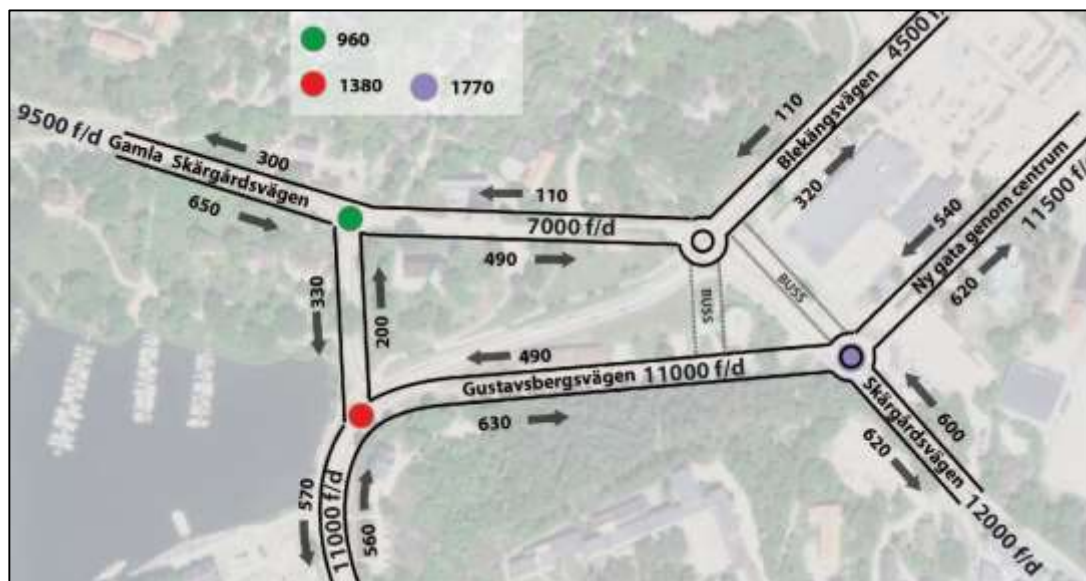 960
1380
1770
4500 f/
9500 f/d
Gamla Skärgårdsvägen
300
650
110
7000 f/d
490
110
Blekängsvägen
320
540
Ny gata genom centrum
11500 f/
620
330
200
BUSS
BUSS
490
Gustavsbergsvägen 11000 f/d
630
Skärgårdsvägen
600
620
12000 f/d
570
11000 f/d
560